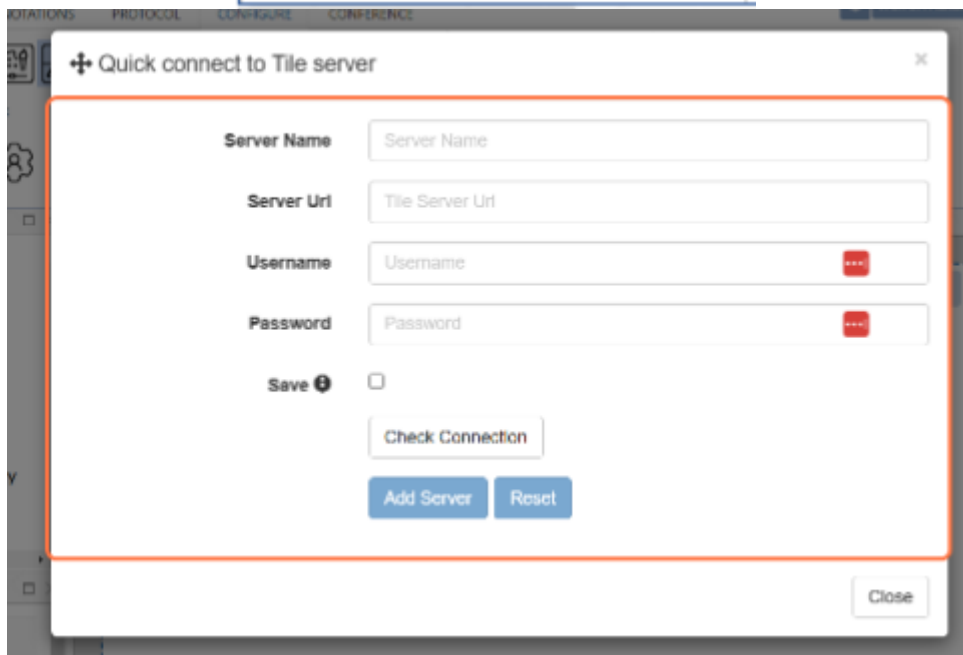 PROTOCOL CONFIGURE CONFERENCE
Quick connect to Tile server ×
Server Name Server Name
Server Url Tile Server Url
Username Username
Password Password
Save
Check Connection
Add Server Reset
Close